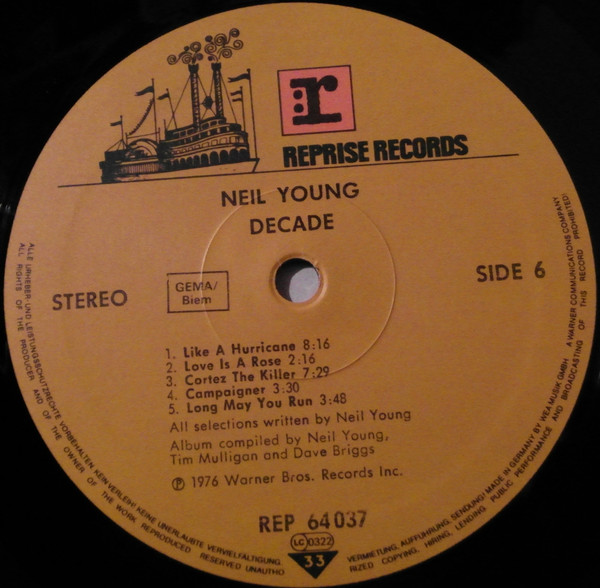 r
REPRISE RECORDS
NEIL YOUNG
DECADE
STEREO
GEMA/
Biem
SIDE 6
1. Like A Hurricane 8:16
2. Love Is A Rose 2:16
3. Cortez The Killer 7:29
4. Campaigner 3:30
5. Long May You Run 3:48
All selections written by Neil Young
Album compiled by Neil Young,
Tim Mulligan and Dave Briggs
℗ 1976 Warner Bros. Records Inc.
REP 64 037
LC 0322
33
ALLE URHEBER- UND LEISTUNGSSCHUTZRECHTE VORBEHALTEN KEIN VERLEIH! KEINE UNERLAUBTE VERVIELFÄLTIGUNG,
VERMIETUNG, AUFFÜHRUNG, SENDUNG! MADE IN GERMANY BY WEA MUSIK GMBH A WARNER COMMUNICATIONS COMPANY
ALL RIGHTS OF THE PRODUCER AND OF THE OWNER OF THE WORK REPRODUCED RESERVED UNAUTHO
RIZED COPYING, HIRING, LENDING PUBLIC PERFORMANCE AND BROADCASTING OF THIS RECORD PROHIBITED!